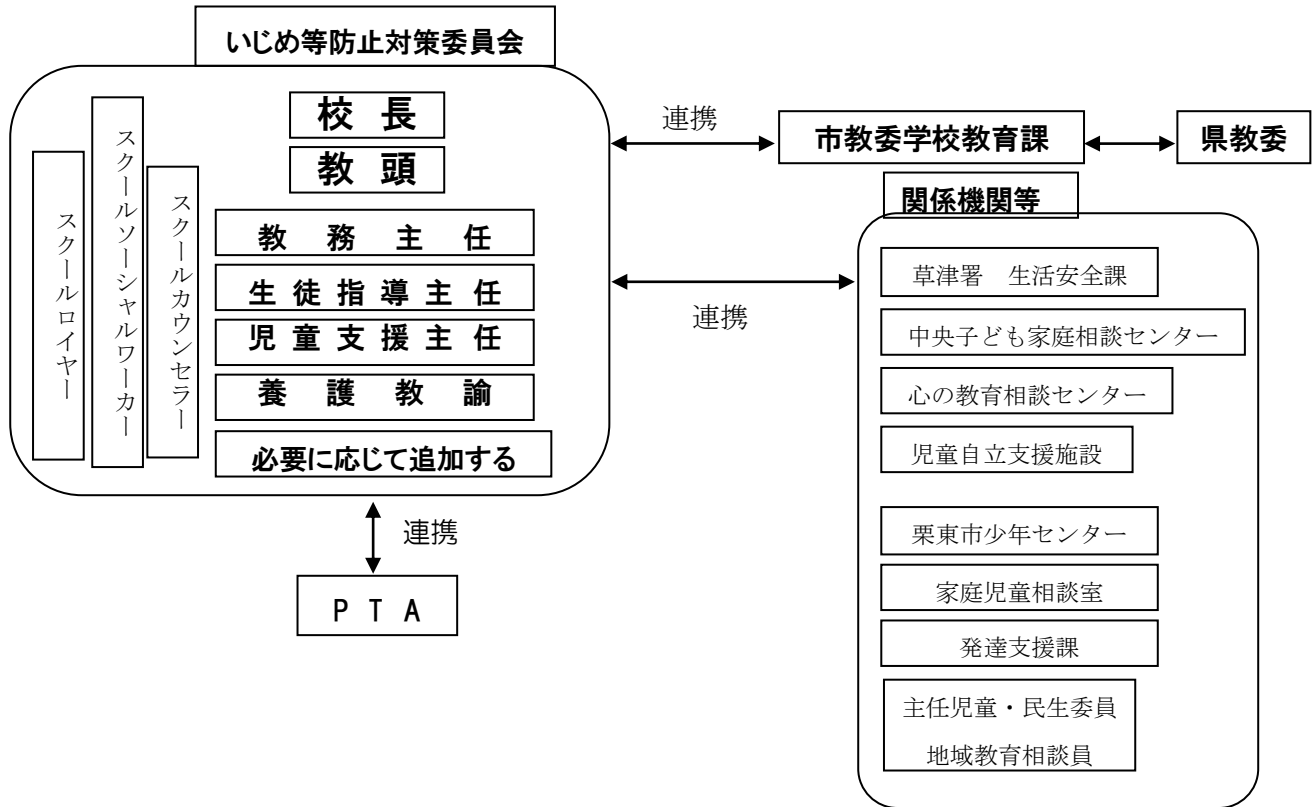 いじめ等防止対策委員会
校 長
教 頭
教 務 主 任
生 徒 指 導 主 任
児 童 支 援 主 任
養 護 教 諭
必要に応じて追加する
スクールロイヤー
スクールソーシャルワーカー
スクールカウンセラー
連携
PTA
連携
市教委学校教育課
県教委
連携
関係機関等
草津署 生活安全課
中央子ども家庭相談センター
心の教育相談センター
児童自立支援施設
栗東市少年センター
家庭児童相談室
発達支援課
主任児童・民生委員
地域教育相談員